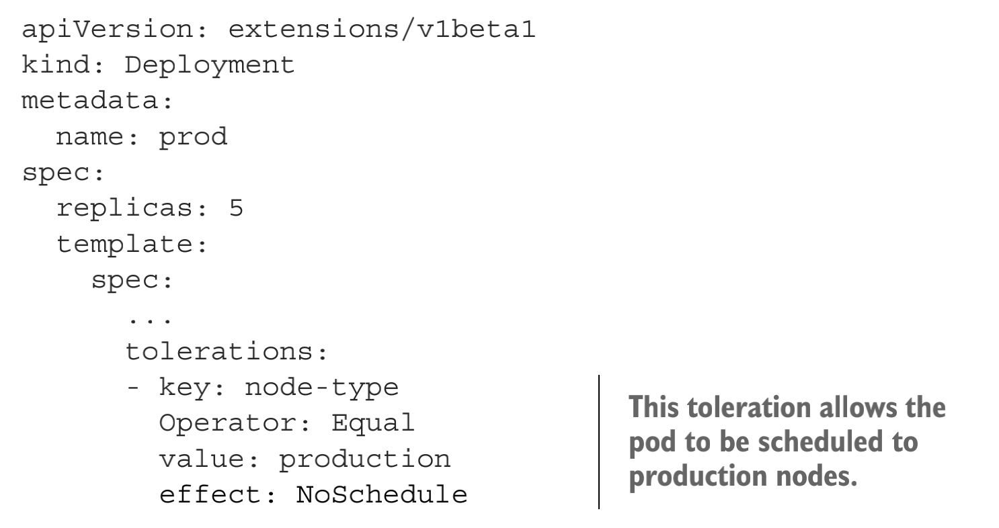 apiVersion: extensions/v1beta1
kind: Deployment
metadata:
  name: prod
spec:
  replicas: 5
  template:
    spec:
      ...
      tolerations:
      - key: node-type
        Operator: Equal
        value: production
        effect: NoSchedule
This toleration allows the
pod to be scheduled to
production nodes.